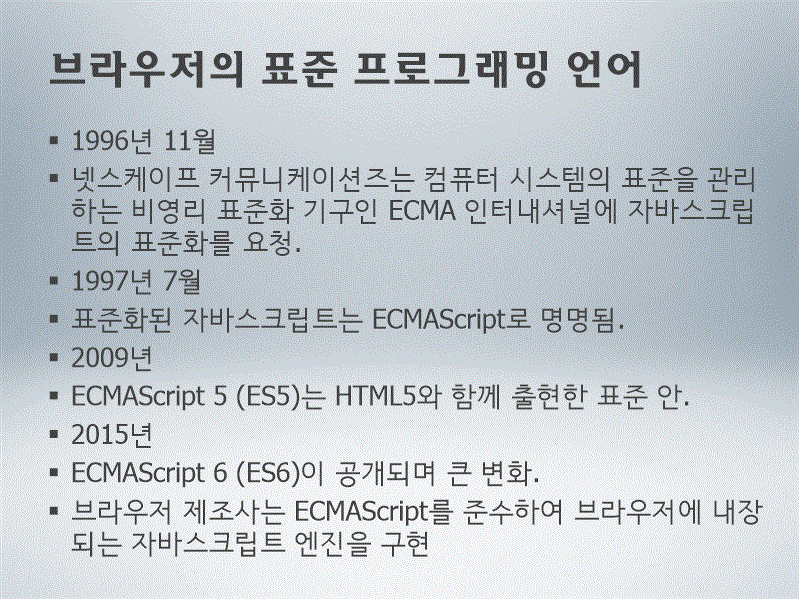 브라우저의 표준 프로그래밍 언어
▪ 1996년 11월
▪ 넷스케이프 커뮤니케이션즈는 컴퓨터 시스템의 표준을 관리
하는 비영리 표준화 기구인 ECMA 인터내셔널에 자바스크립
트의 표준화를 요청.
▪ 1997년 7월
▪ 표준화된 자바스크립트는 ECMAScript로 명명됨.
▪ 2009년
▪ ECMAScript 5 (ES5)는 HTML5와 함께 출현한 표준 안.
▪ 2015년
▪ ECMAScript 6 (ES6)이 공개되며 큰 변화.
▪ 브라우저 제조사는 ECMAScript를 준수하여 브라우저에 내장
되는 자바스크립트 엔진을 구현